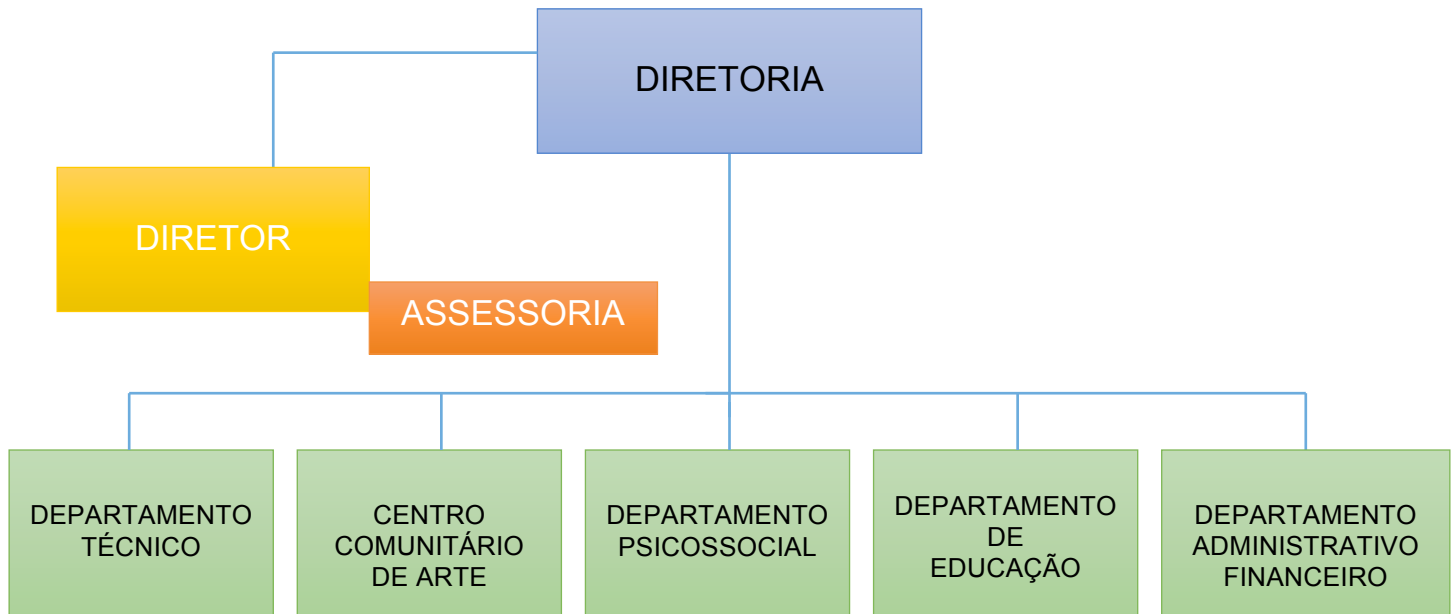 DIRETORIA
DIRETOR
ASSESSORIA
DEPARTAMENTO
TÉCNICO
CENTRO
COMUNITÁRIO
DE ARTE
DEPARTAMENTO
PSICOSSOCIAL
DEPARTAMENTO
DE
EDUCAÇÃO
DEPARTAMENTO
ADMINISTRATIVO
FINANCEIRO